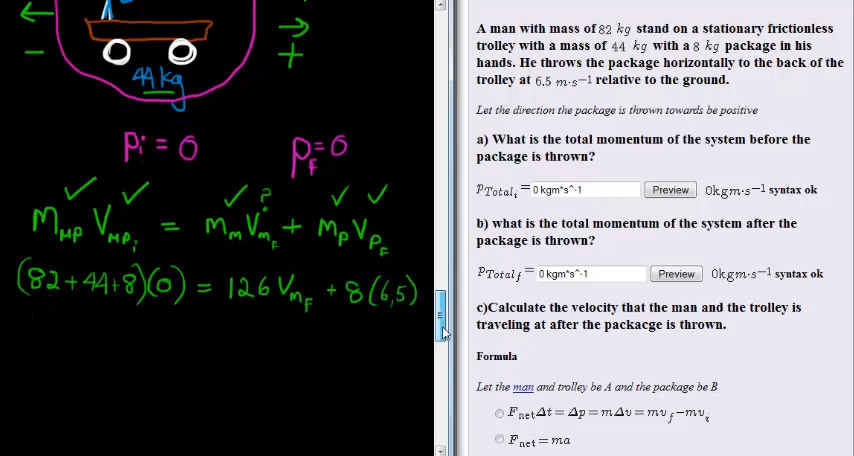 44 kg
−
+
Pi = 0
PF = 0
mMP VMPi = mm VmF + mP VPF
?
(82+44+8)(0) = 126 VmF + 8(6,5)
A man with mass of 82 kg stand on a stationary frictionless
trolley with a mass of 44 kg with a 8 kg package in his
hands. He throws the package horizontally to the back of the
trolley at 6.5 m·s−1 relative to the ground.
Let the direction the package is thrown towards be positive
a) What is the total momentum of the system before the
package is thrown?
PTotali = 0 kgm*s^-1 Preview 0kgm·s−1 syntax ok
b) what is the total momentum of the system after the
package is thrown?
PTotalf = 0 kgm*s^-1 Preview 0kgm·s−1 syntax ok
c)Calculate the velocity that the man and the trolley is
traveling at after the packacge is thrown.
Formula
Let the man and trolley be A and the package be B
FnetΔt=Δp=mΔv=mvf−mvi
Fnet=ma